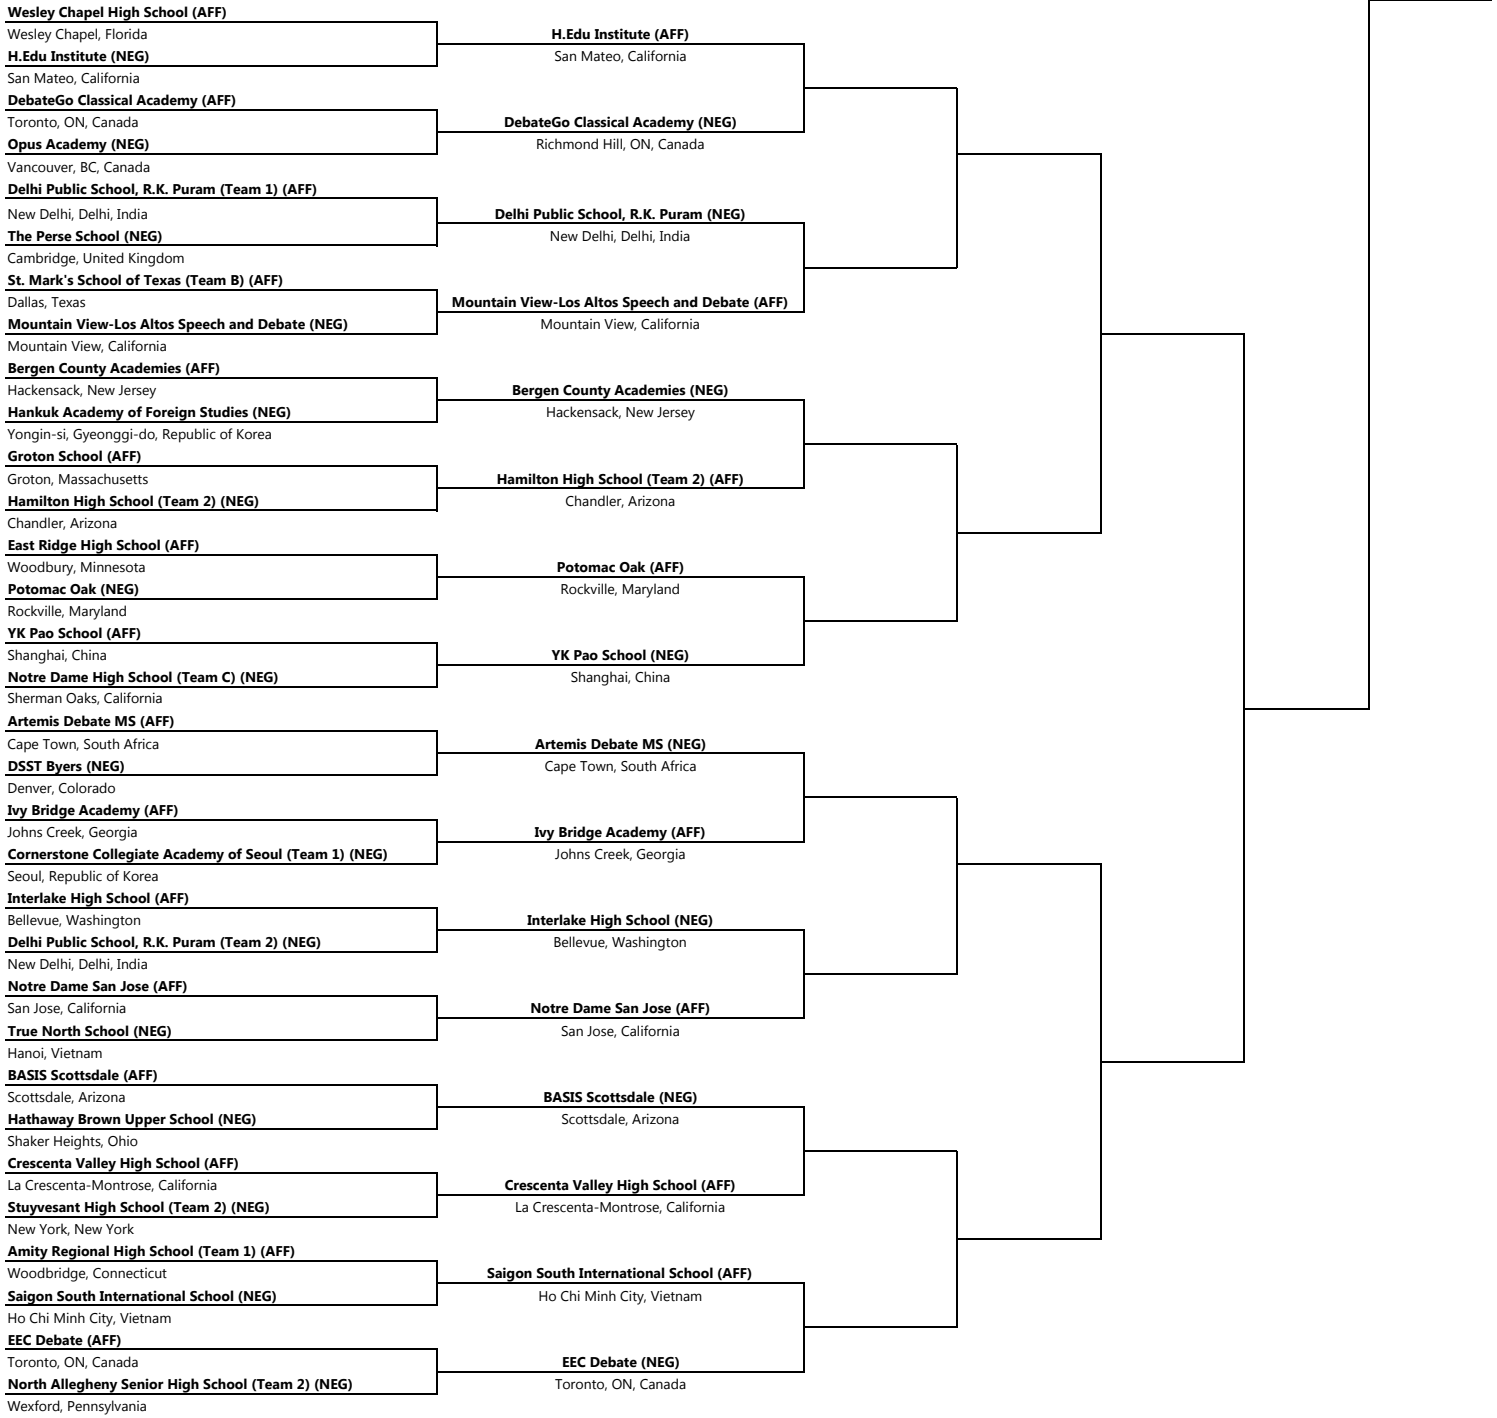 Wesley Chapel High School (AFF)
Wesley Chapel, Florida
H.Edu Institute (NEG)
San Mateo, California
DebateGo Classical Academy (AFF)
Toronto, ON, Canada
Opus Academy (NEG)
Vancouver, BC, Canada
Delhi Public School, R.K. Puram (Team 1) (AFF)
New Delhi, Delhi, India
The Perse School (NEG)
Cambridge, United Kingdom
St. Mark's School of Texas (Team B) (AFF)
Dallas, Texas
Mountain View-Los Altos Speech and Debate (NEG)
Mountain View, California
Bergen County Academies (AFF)
Hackensack, New Jersey
Hankuk Academy of Foreign Studies (NEG)
Yongin-si, Gyeonggi-do, Republic of Korea
Groton School (AFF)
Groton, Massachusetts
Hamilton High School (Team 2) (NEG)
Chandler, Arizona
East Ridge High School (AFF)
Woodbury, Minnesota
Potomac Oak (NEG)
Rockville, Maryland
YK Pao School (AFF)
Shanghai, China
Notre Dame High School (Team C) (NEG)
Sherman Oaks, California
Artemis Debate MS (AFF)
Cape Town, South Africa
DSST Byers (NEG)
Denver, Colorado
Ivy Bridge Academy (AFF)
Johns Creek, Georgia
Cornerstone Collegiate Academy of Seoul (Team 1) (NEG)
Seoul, Republic of Korea
Interlake High School (AFF)
Bellevue, Washington
Delhi Public School, R.K. Puram (Team 2) (NEG)
New Delhi, Delhi, India
Notre Dame San Jose (AFF)
San Jose, California
True North School (NEG)
Hanoi, Vietnam
BASIS Scottsdale (AFF)
Scottsdale, Arizona
Hathaway Brown Upper School (NEG)
Shaker Heights, Ohio
Crescenta Valley High School (AFF)
La Crescenta-Montrose, California
Stuyvesant High School (Team 2) (NEG)
New York, New York
Amity Regional High School (Team 1) (AFF)
Woodbridge, Connecticut
Saigon South International School (NEG)
Ho Chi Minh City, Vietnam
EEC Debate (AFF)
Toronto, ON, Canada
North Allegheny Senior High School (Team 2) (NEG)
Wexford, Pennsylvania
H.Edu Institute (AFF)
San Mateo, California
DebateGo Classical Academy (NEG)
Richmond Hill, ON, Canada
Delhi Public School, R.K. Puram (NEG)
New Delhi, Delhi, India
Mountain View-Los Altos Speech and Debate (AFF)
Mountain View, California
Bergen County Academies (NEG)
Hackensack, New Jersey
Hamilton High School (Team 2) (AFF)
Chandler, Arizona
Potomac Oak (AFF)
Rockville, Maryland
YK Pao School (NEG)
Shanghai, China
Artemis Debate MS (NEG)
Cape Town, South Africa
Ivy Bridge Academy (AFF)
Johns Creek, Georgia
Interlake High School (NEG)
Bellevue, Washington
Notre Dame San Jose (AFF)
San Jose, California
BASIS Scottsdale (NEG)
Scottsdale, Arizona
Crescenta Valley High School (AFF)
La Crescenta-Montrose, California
Saigon South International School (AFF)
Ho Chi Minh City, Vietnam
EEC Debate (NEG)
Toronto, ON, Canada